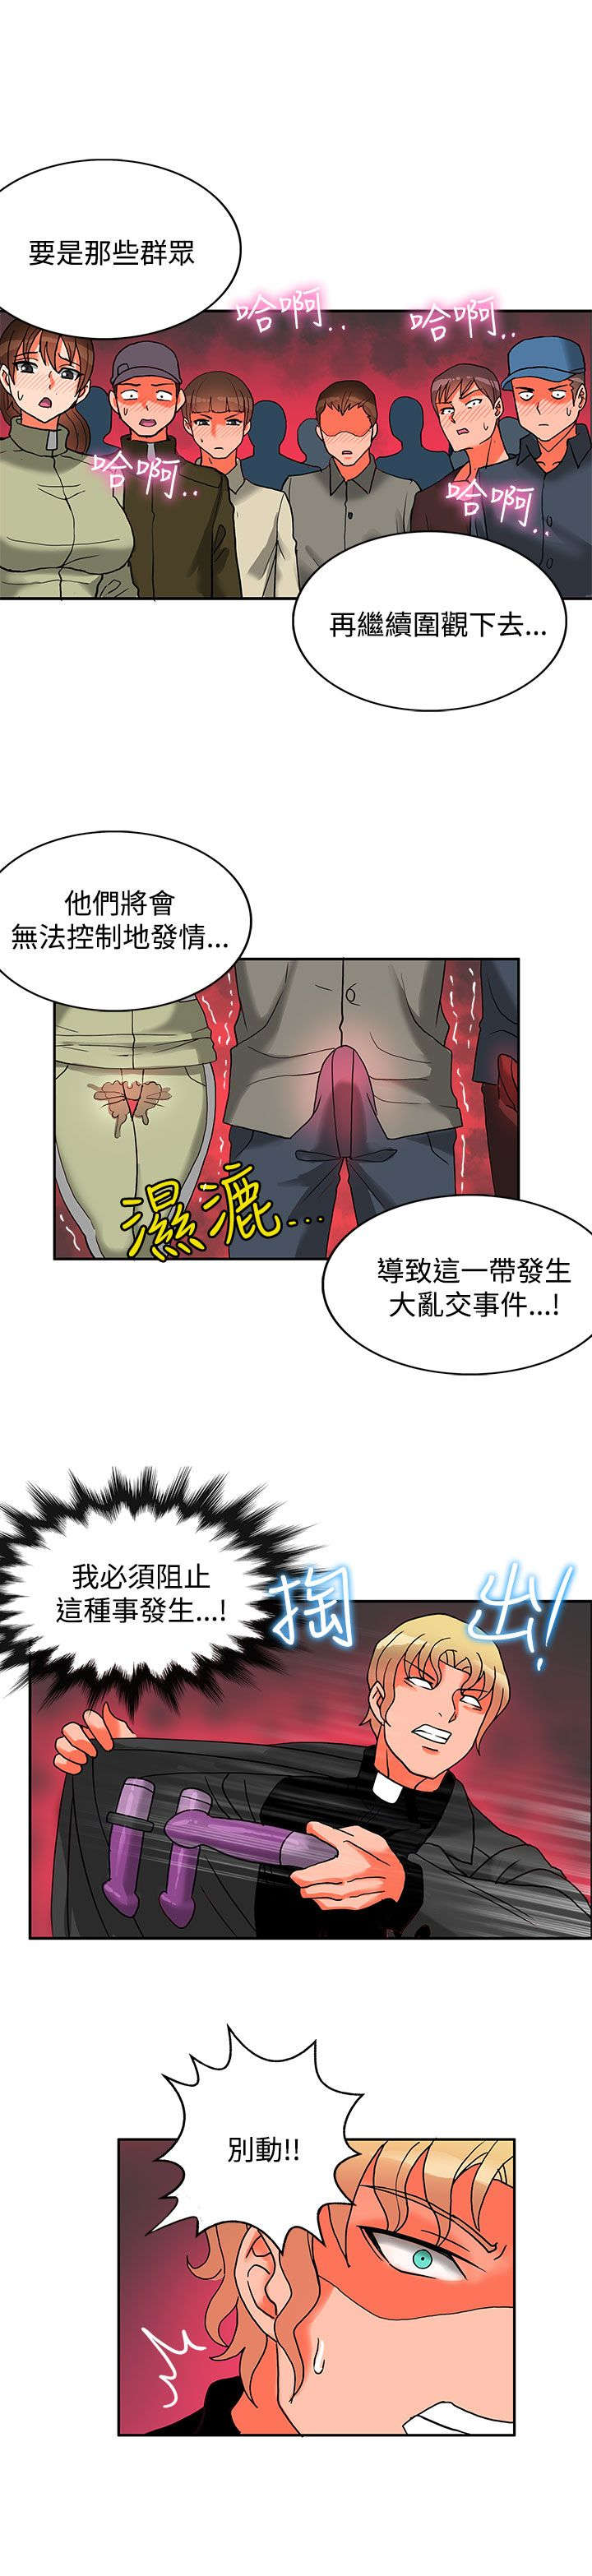 要是那些群眾
哈啊..
哈啊..
哈啊..
哈啊..
再繼續圍觀下去...
他們將會
無法控制地發情...
濕漉...
導致這一帶發生
大亂交事件...!
我必須阻止
這種事發生...!
掏出!
別動!!